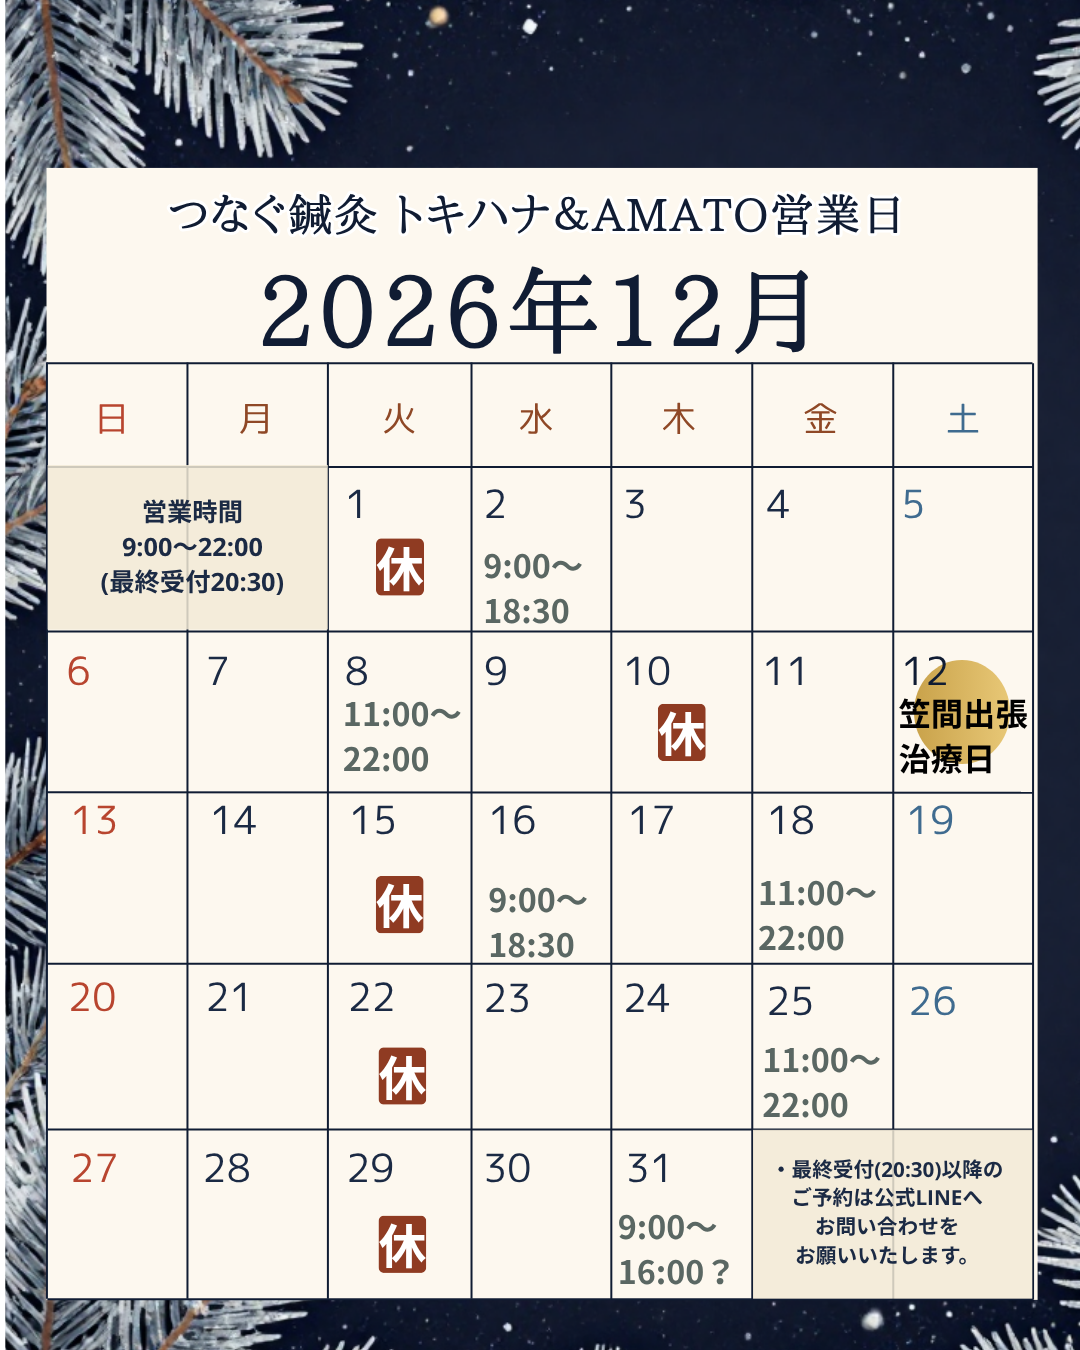 つなぐ鍼灸 トキハナ&AMATO営業日
2026年12月
日 月 火 水 木 金 土
営業時間
9:00〜22:00
(最終受付20:30)
1
休
2
9:00〜
18:30
3
4
5
6
7
8
11:00〜
22:00
9
10
休
11
12
笠間出張
治療日
13
14
15
休
16
9:00〜
18:30
17
18
11:00〜
22:00
19
20
21
22
休
23
24
25
11:00〜
22:00
26
27
28
29
休
30
31
9:00〜
16:00？
・最終受付(20:30)以降の
ご予約は公式LINEへ
お問い合わせを
お願いいたします。